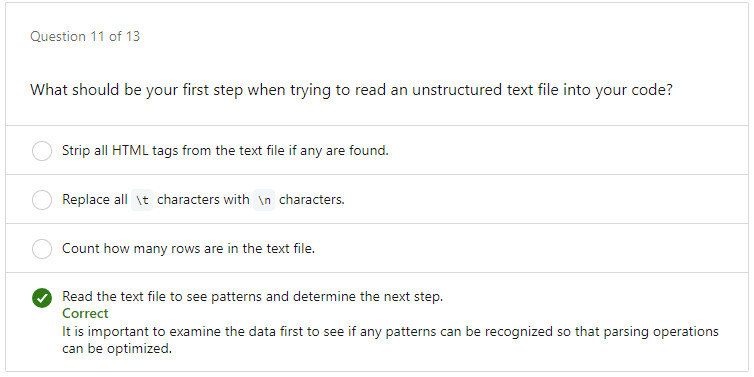 Question 11 of 13
What should be your first step when trying to read an unstructured text file into your code?
Strip all HTML tags from the text file if any are found.
Replace all \t characters with \n characters.
Count how many rows are in the text file.
Read the text file to see patterns and determine the next step.
Correct
It is important to examine the data first to see if any patterns can be recognized so that parsing operations
can be optimized.